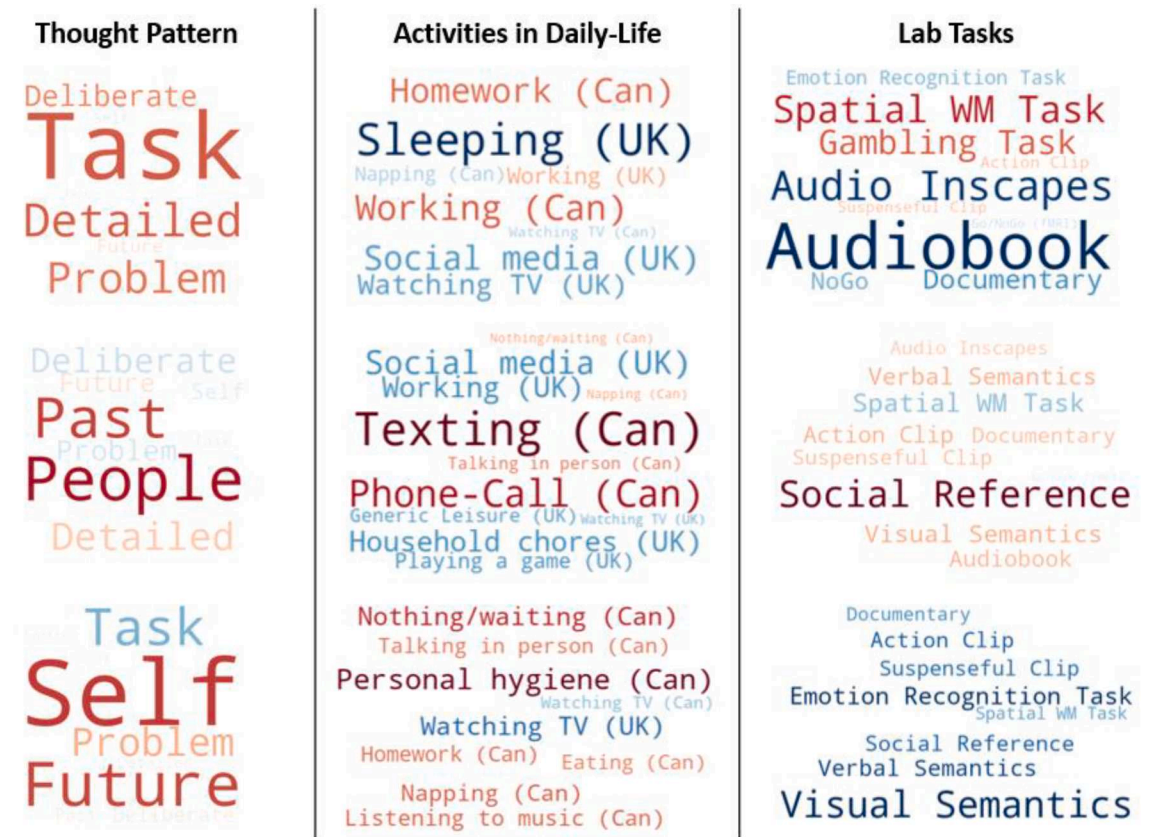 Thought Pattern
Activities in Daily-Life
Lab Tasks
Deliberate
Self
Task
Detailed
Future
Problem
Homework (Can)
Sleeping (UK)
Napping (Can) Working (UK)
Working (Can)
Watching TV (Can)
Social media (UK)
Watching TV (UK)
Emotion Recognition Task
Spatial WM Task
Gambling Task
Action Clip
Audio Inscapes
Suspenseful Clip
Go/NoGo (fMRI)
Audiobook
NoGo Documentary
Deliberate
Future Self
Past
Problem
People
Detailed
Nothing/waiting (Can)
Social media (UK)
Working (UK) Napping (Can)
Texting (Can)
Talking in person (Can)
Phone-Call (Can)
Generic Leisure (UK) Watching TV (UK)
Household chores (UK)
Playing a game (UK)
Audio Inscapes
Verbal Semantics
Spatial WM Task
Action Clip Documentary
Suspenseful Clip
Social Reference
Visual Semantics
Audiobook
Task
Self
Problem
Future
Nothing/waiting (Can)
Talking in person (Can)
Personal hygiene (Can)
Watching TV (Can)
Watching TV (UK)
Homework (Can) Eating (Can)
Napping (Can)
Listening to music (Can)
Documentary
Action Clip
Suspenseful Clip
Emotion Recognition Task
Spatial WM Task
Social Reference
Verbal Semantics
Visual Semantics